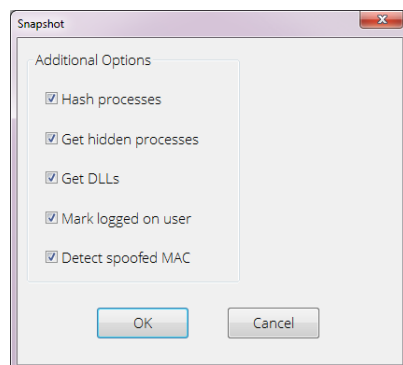 Snapshot
Additional Options
Hash processes
Get hidden processes
Get DLLs
Mark logged on user
Detect spoofed MAC
OK
Cancel